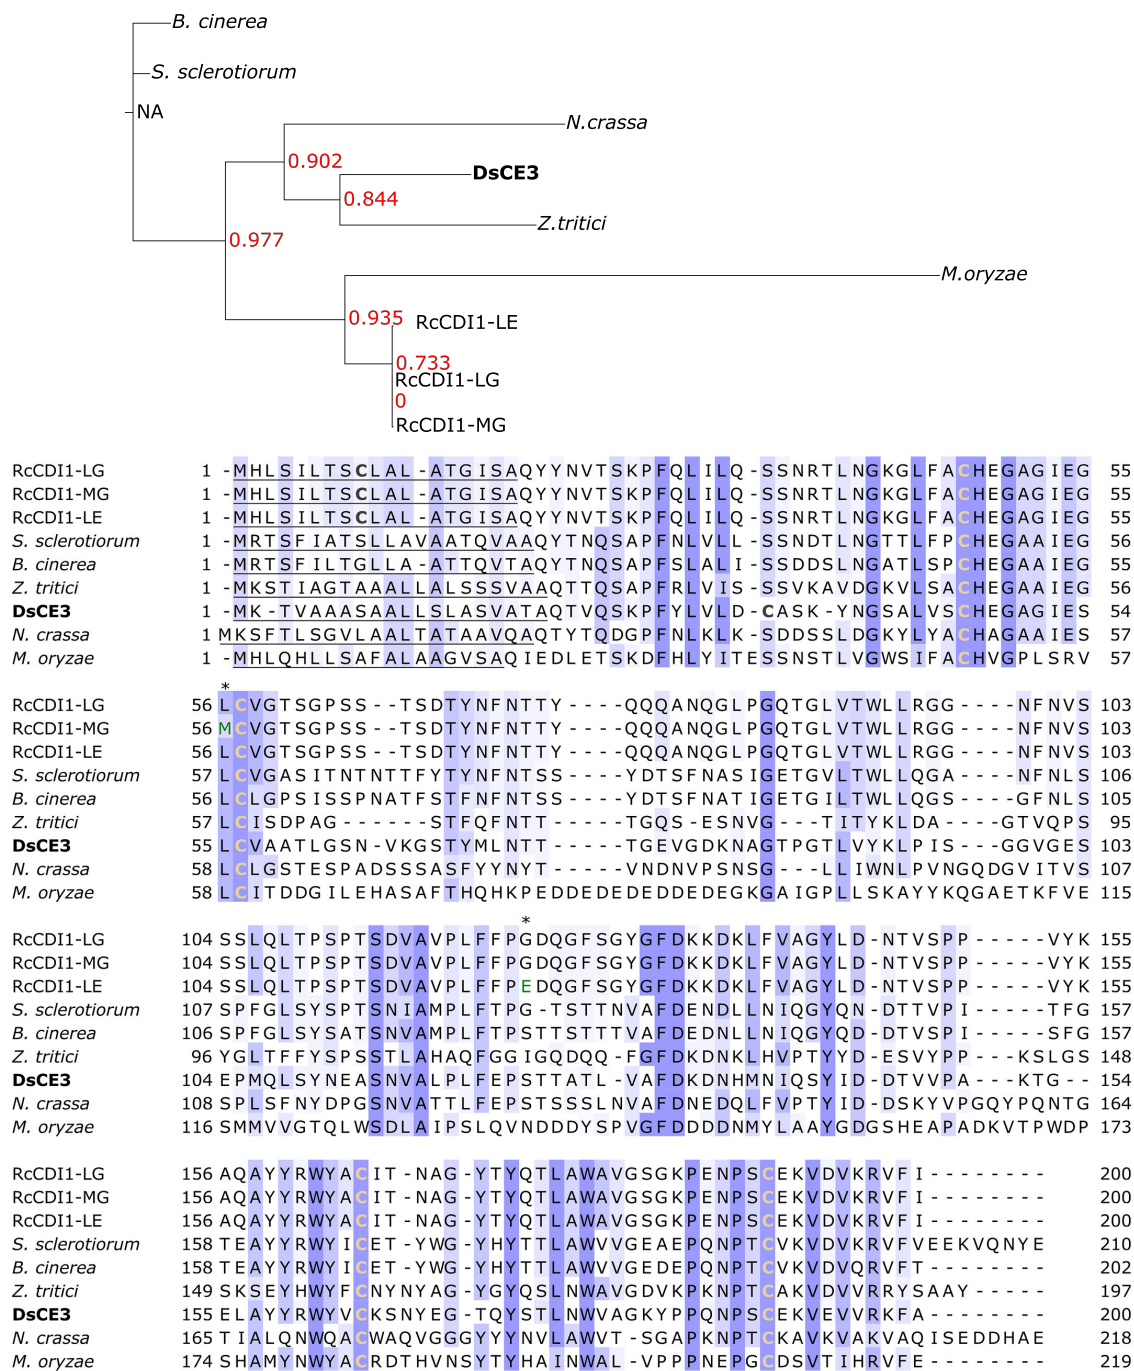 B. cinerea
S. sclerotiorum
NA
N.crassa
0.902
DsCE3
0.844
Z.tritici
0.977
M.oryzae
0.935 RcCDI1-LE
0.733
RcCDI1-LG
0
RcCDI1-MG
RcCDI1-LG 1 -MHLSILTSCLAL-ATGISAQYYNVTSKPFQLILQ-SSNRTLNGKGLFACHEGAGIEG 55
RcCDI1-MG 1 -MHLSILTSCLAL-ATGISAQYYNVTSKPFQLILQ-SSNRTLNGKGLFACHEGAGIEG 55
RcCDI1-LE 1 -MHLSILTSCLAL-ATGISAQYYNVTSKPFQLILQ-SSNRTLNGKGLFACHEGAGIEG 55
S. sclerotiorum 1 -MRTSFIATSLLAVAATQVAAQYTNQSAPFNLVLL-SSNDTLNGTTLFPCHEGAAIEG 56
B. cinerea 1 -MRTSFILTGLLA-ATTQVTAQYTNQSAPFSLALI-SSDDSLNGATLSPCHEGAAIEG 55
Z. tritici 1 -MKSTIAGTAAALLALSSSVAAQTTQSAPFRLVIS-SSVKAVDGKVLSACHEGAAIEG 56
DsCE3 1 -MK-TVAAASAALLSLASVATAQTVQSKPFYLVLD-CASK-YNGSALVSCHEGAGIES 54
N. crassa 1 MKSFTLSGVLAALTATAAVQAQTYTQDGPFNLKLK-SDDSSLDGKYLYACHAGAAIES 57
M. oryzae 1 -MHLQHLLSAFALAAGVSAQIEDLETSKDFHLYITESSNSTLVGWSIFACHVGPLSRV 57
*
RcCDI1-LG 56 LCVGTSGPSS--TSDTYNFNTTY----QQQANQGLPGQTGLVTWLLRGG---NFNVS 103
RcCDI1-MG 56 MCVGTSGPSS--TSDTYNFNTTY----QQQANQGLPGQTGLVTWLLRGG---NFNVS 103
RcCDI1-LE 56 LCVGTSGPSS--TSDTYNFNTTY----QQQANQGLPGQTGLVTWLLRGG---NFNVS 103
S. sclerotiorum 57 LCVGASITNTNTTFYTYNFNTSS----YDTSFNASIGETGVLTWLLQGA---NFNLS 106
B. cinerea 56 LCLGPSISSPNATFSTFNFNTSS----YDTSFNATIGETGILTWLLQGS---GFNLS 105
Z. tritici 57 LCISDPAG-----STFQFNTT-----TGQS-ESNVG---TITYKLDA----GTVQPS 95
DsCE3 55 LCVAATLGSN-VKGSTYMLNTT-----TGEVGDKNAGTPGTLVYKLPIS---GGVGES 103
N. crassa 58 LCLGSTESPADSSSASFYYNYT-----VNDNVPSNSG---LLIWNLPVNGQDGVITVS 107
M. oryzae 58 LCITDDGILEHASAFTHQHKPEDDEDEDEDDEDEGKGAIGPLLSKAYYKQGAETKFVE 115
*
RcCDI1-LG 104 SSLQLTPSPTSDVAVPLFFPGDQGFSGYGFDKKDKLFVAGYLD-NTVSPP-----VYK 155
RcCDI1-MG 104 SSLQLTPSPTSDVAVPLFFPGDQGFSGYGFDKKDKLFVAGYLD-NTVSPP-----VYK 155
RcCDI1-LE 104 SSLQLTPSPTSDVAVPLFFPEDQGFSGYGFDKKDKLFVAGYLD-NTVSPP-----VYK 155
S. sclerotiorum 107 SPFGLSYSPTSNIAMPLFTPG-TSTTNVAFDENDLLNIQGYQN-DTTVPI-----TFG 157
B. cinerea 106 SPFGLSYSATSNVAMPLFTPSTTSTTTVAFDEDNLLNIQGYQD-DTSVPI-----SFG 157
Z. tritici 96 YGLTFFYSPSSTLAHAQFGGIGQDQQ-FGFDKDNKLHVPTYYD-ESVYPP---KSLGS 148
DsCE3 104 EPMQLSYNEASNVALPLFEPSTTATL-VAFDKDNHMNIQSYID-DTVVPA---KTG-- 154
N. crassa 108 SPLSFNYDPGSNVATTLFEPSTSSSLNVAFDNEDQLFVPTYID-DSKYVPGQYPQNTG 164
M. oryzae 116 SMMVVGTQLWSDLAIPSLQVNDDDYSPVGFDDDDNMYLAAYGDGSHEAPADKVTPWDP 173
RcCDI1-LG 156 AQAYYRWYACIT-NAG-YTYQTLAWAVGSGKPENPSCEKVDVKRVFI-------- 200
RcCDI1-MG 156 AQAYYRWYACIT-NAG-YTYQTLAWAVGSGKPENPSCEKVDVKRVFI-------- 200
RcCDI1-LE 156 AQAYYRWYACIT-NAG-YTYQTLAWAVGSGKPENPSCEKVDVKRVFI-------- 200
S. sclerotiorum 158 TEAYYRWYICET-YWG-YHYTTLAWVVGEAEPQNPTCVKVDVKRVFVEEKVQNYE 210
B. cinerea 158 TEAYYRWYICET-YWG-YHYTTLAWVVGEDEPQNPTCVKVDVQRVFT-------- 202
Z. tritici 149 SKSEYHWYFCNYNYAG-YGYQSLNWVVGDGKPQNPTCAKVDVVRRYSAAY----- 197
DsCE3 155 ELAYYRWYVCKSNYEG-TQYSTLNWVAGKYPPKNPSCEKVEVVRKFA-------- 200
N. crassa 165 TIALQNWQACWAQVGGGYYYNVLAWVT-SGAPKNPTCKAVKVAKVAQISEDDHAE 218
M. oryzae 174 SHAMYNWYACRDTHVNSYTYHAINWAL-VPPPNEPGCDSVTIHRVFE-------- 219